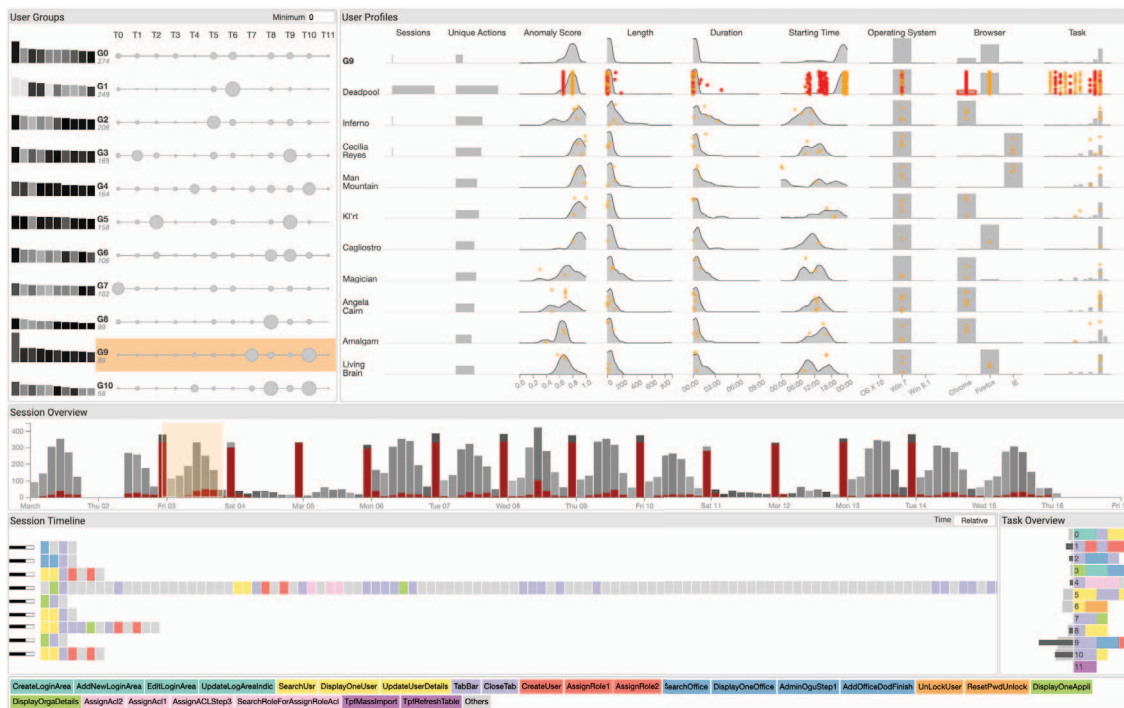 User Groups
Minimum 0
T0 T1 T2 T3 T4 T5 T6 T7 T8 T9 T10 T11
G0
274
G1
249
G2
206
G3
169
G4
164
G5
158
G6
106
G7
102
G8
99
G9
89
G10
58
User Profiles
Sessions Unique Actions Anomaly Score Length Duration Starting Time Operating System Browser Task
G9
Deadpool
Inferno
Cecilia
Reyes
Man
Mountain
Kl'rt
Cagliostro
Magician
Angela
Cairn
Amalgam
Living
Brain
0.0 0.2 0.4 0.6 0.8 1.0
0 200 400 600 800
00:00 03:00 06:00 09:00
00:00 06:00 12:00 18:00 00:00
OS X 10 Win 7 Win 8.1
Chrome Firefox IE
Session Overview
400
300
200
100
0
March Thu 02 Fri 03 Sat 04 March Mon 06 Tue 07 Wed 08 Thu 09 Fri 10 Sat 11 Mar 12 Mon 13 Tue 14 Wed 15 Thu 16 Fri 1
Session Timeline
Time Relative
Task Overview
0
1
2
3
4
5
6
7
8
9
10
11
CreateLoginArea AddNewLoginArea EditLoginArea UpdateLogAreaIndic SearchUsr DisplayOneUser UpdateUserDetails TabBar CloseTab CreateUser AssignRole1 AssignRole2 SearchOffice DisplayOneOffice AdminOguStep1 AddOfficeDodFinish UnLockUser ResetPwdUnlock DisplayOneAppli
DisplayOrgaDetails AssignAcl2 AssignAcl1 AssignACLStep3 SearchRoleForAssignRoleAcl TpfMassImport TpfRefreshTable Others